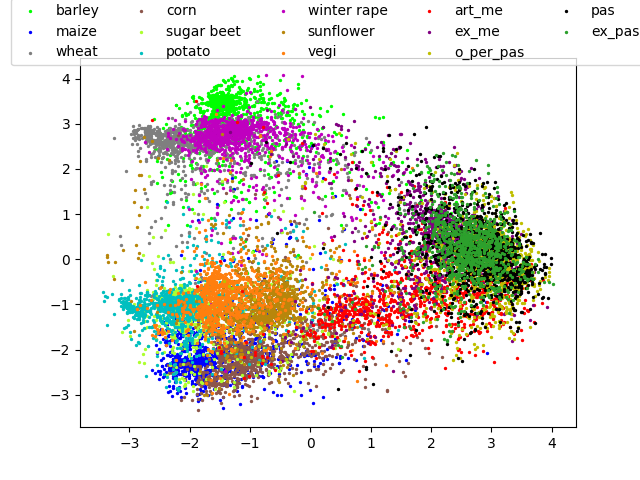 barley corn winter rape art_me pas
maize sugar beet sunflower ex_me ex_pas
wheat potato vegi o_per_pas
4
3
2
1
0
−1
−2
−3
−3 −2 −1 0 1 2 3 4